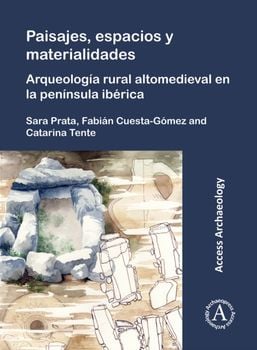 Paisajes, espacios y
materialidades
Arqueología rural altomedieval en
la península ibérica
Sara Prata, Fabián Cuesta-Gómez and
Catarina Tente
Access Archaeology
A